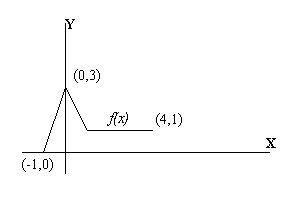 Y
(0,3)
f(x) (4,1)
X
(-1,0)